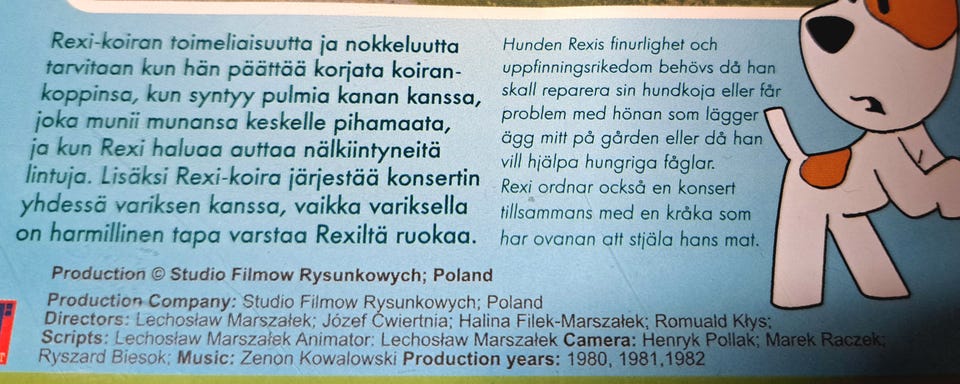 Rexi-koiran toimeliaisuutta ja nokkeluutta
tarvitaan kun hän päättää korjata koiran-
koppinsa, kun syntyy pulmia kanan kanssa,
joka munii munansa keskelle pihamaata,
ja kun Rexi haluaa auttaa nälkiintyneitä
lintuja. Lisäksi Rexi-koira järjestää konsertin
yhdessä variksen kanssa, vaikka variksella
on harmillinen tapa varstaa Rexiltä ruokaa.
Hunden Rexis finurlighet och
uppfinningsrikedom behövs då han
skall reparera sin hundkoja eller får
problem med hönan som lägger
ägg mitt på gården eller då han
vill hjälpa hungriga fåglar.
Rexi ordnar också en konsert
tillsammans med en kråka som
har ovanan att stjäla hans mat.
Production © Studio Filmow Rysunkowych; Poland
Production Company: Studio Filmow Rysunkowych; Poland
Directors: Lechosław Marszałek; Józef Ćwiertnia; Halina Filek-Marszałek; Romuald Kłys;
Scripts: Lechosław Marszałek Animator: Lechosław Marszałek Camera: Henryk Pollak; Marek Raczek;
Ryszard Biesok; Music: Zenon Kowalowski Production years: 1980, 1981,1982